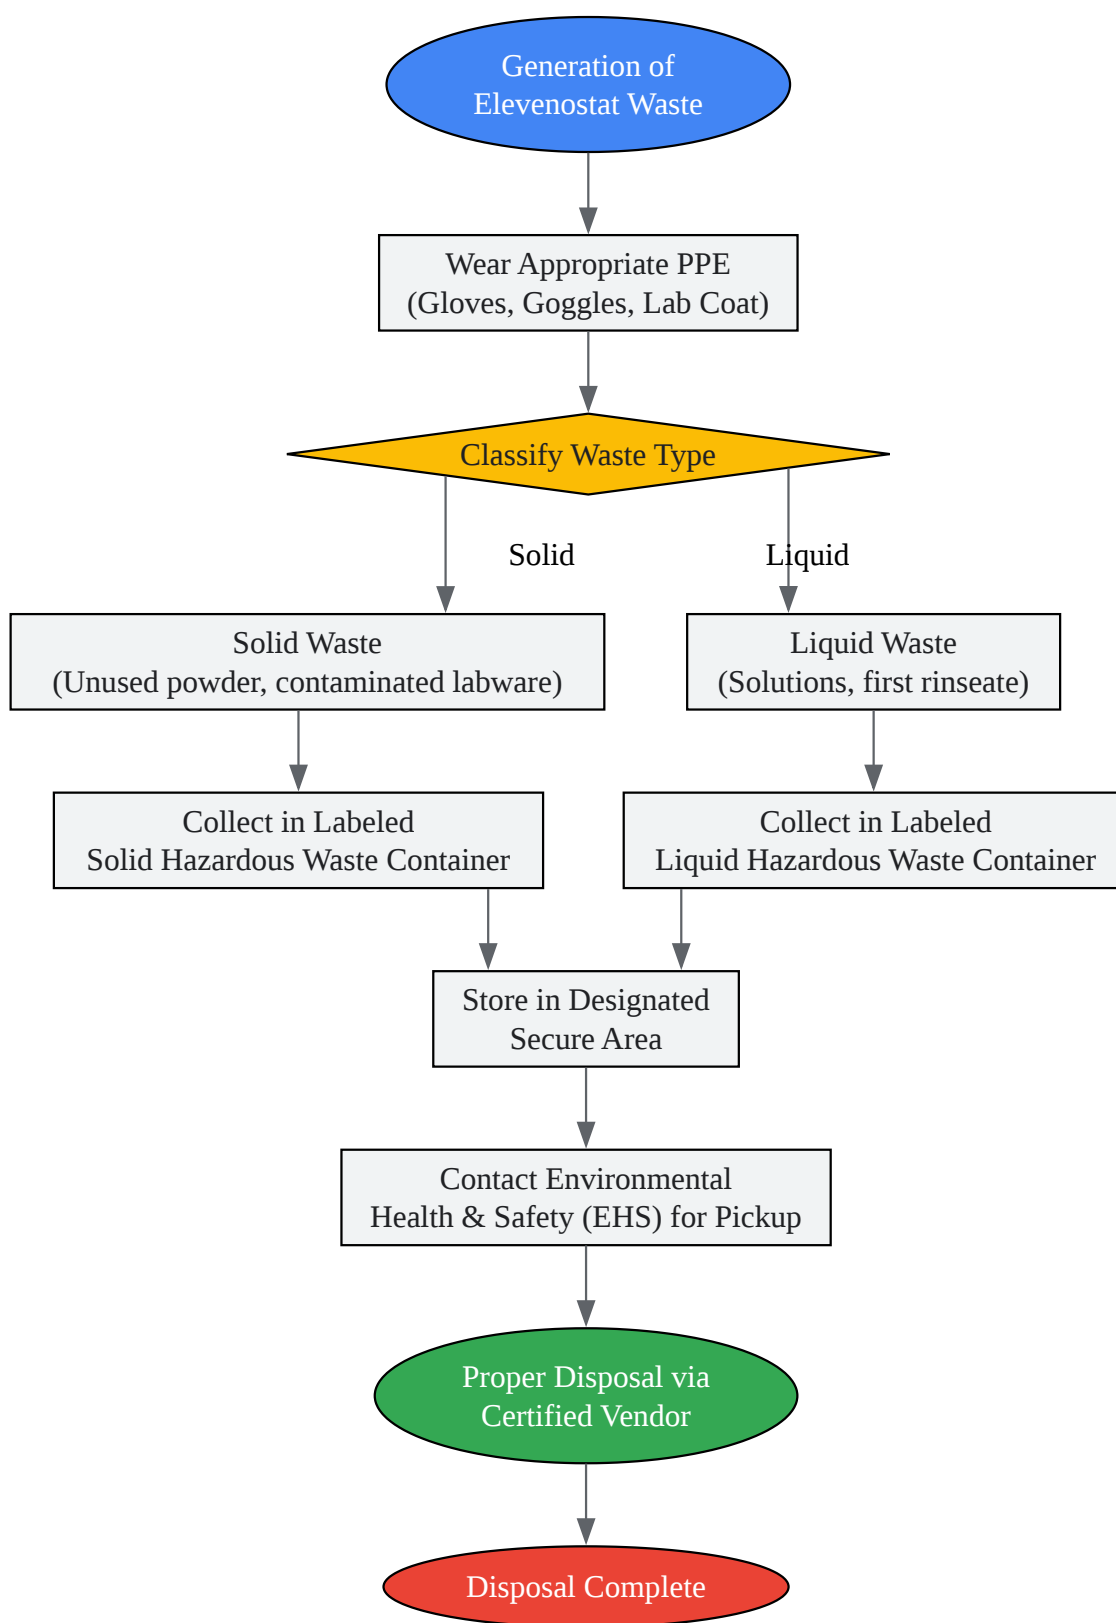 Generation of
Elevenostat Waste
Wear Appropriate PPE
(Gloves, Goggles, Lab Coat)
Classify Waste Type
Solid
Liquid
Solid Waste
(Unused powder, contaminated labware)
Liquid Waste
(Solutions, first rinseate)
Collect in Labeled
Solid Hazardous Waste Container
Collect in Labeled
Liquid Hazardous Waste Container
Store in Designated
Secure Area
Contact Environmental
Health & Safety (EHS) for Pickup
Proper Disposal via
Certified Vendor
Disposal Complete